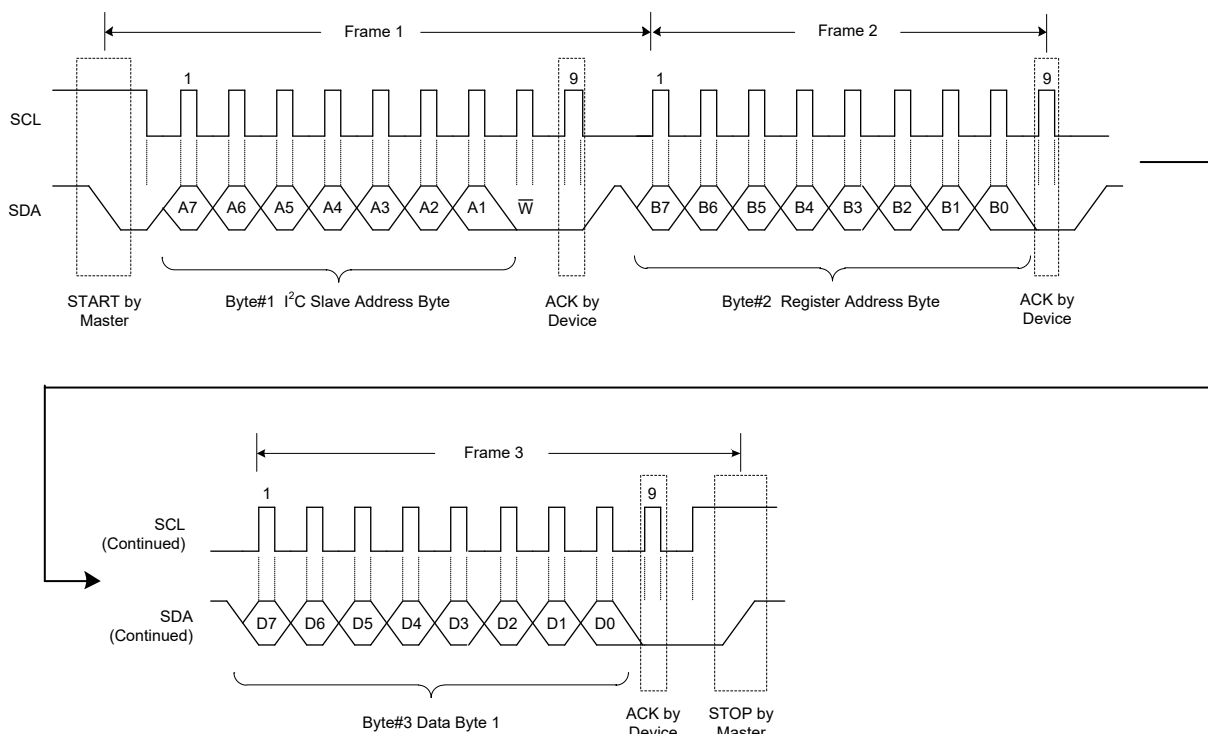 Frame 1
Frame 2
1
9
1
9
SCL
SDA
A7 A6 A5 A4 A3 A2 A1 W̅
B7 B6 B5 B4 B3 B2 B1 B0
START by
Master
Byte#1 I²C Slave Address Byte
ACK by
Device
Byte#2 Register Address Byte
ACK by
Device
Frame 3
1
9
SCL
(Continued)
SDA
(Continued)
D7 D6 D5 D4 D3 D2 D1 D0
Byte#3 Data Byte 1
ACK by
Device
STOP by
Master